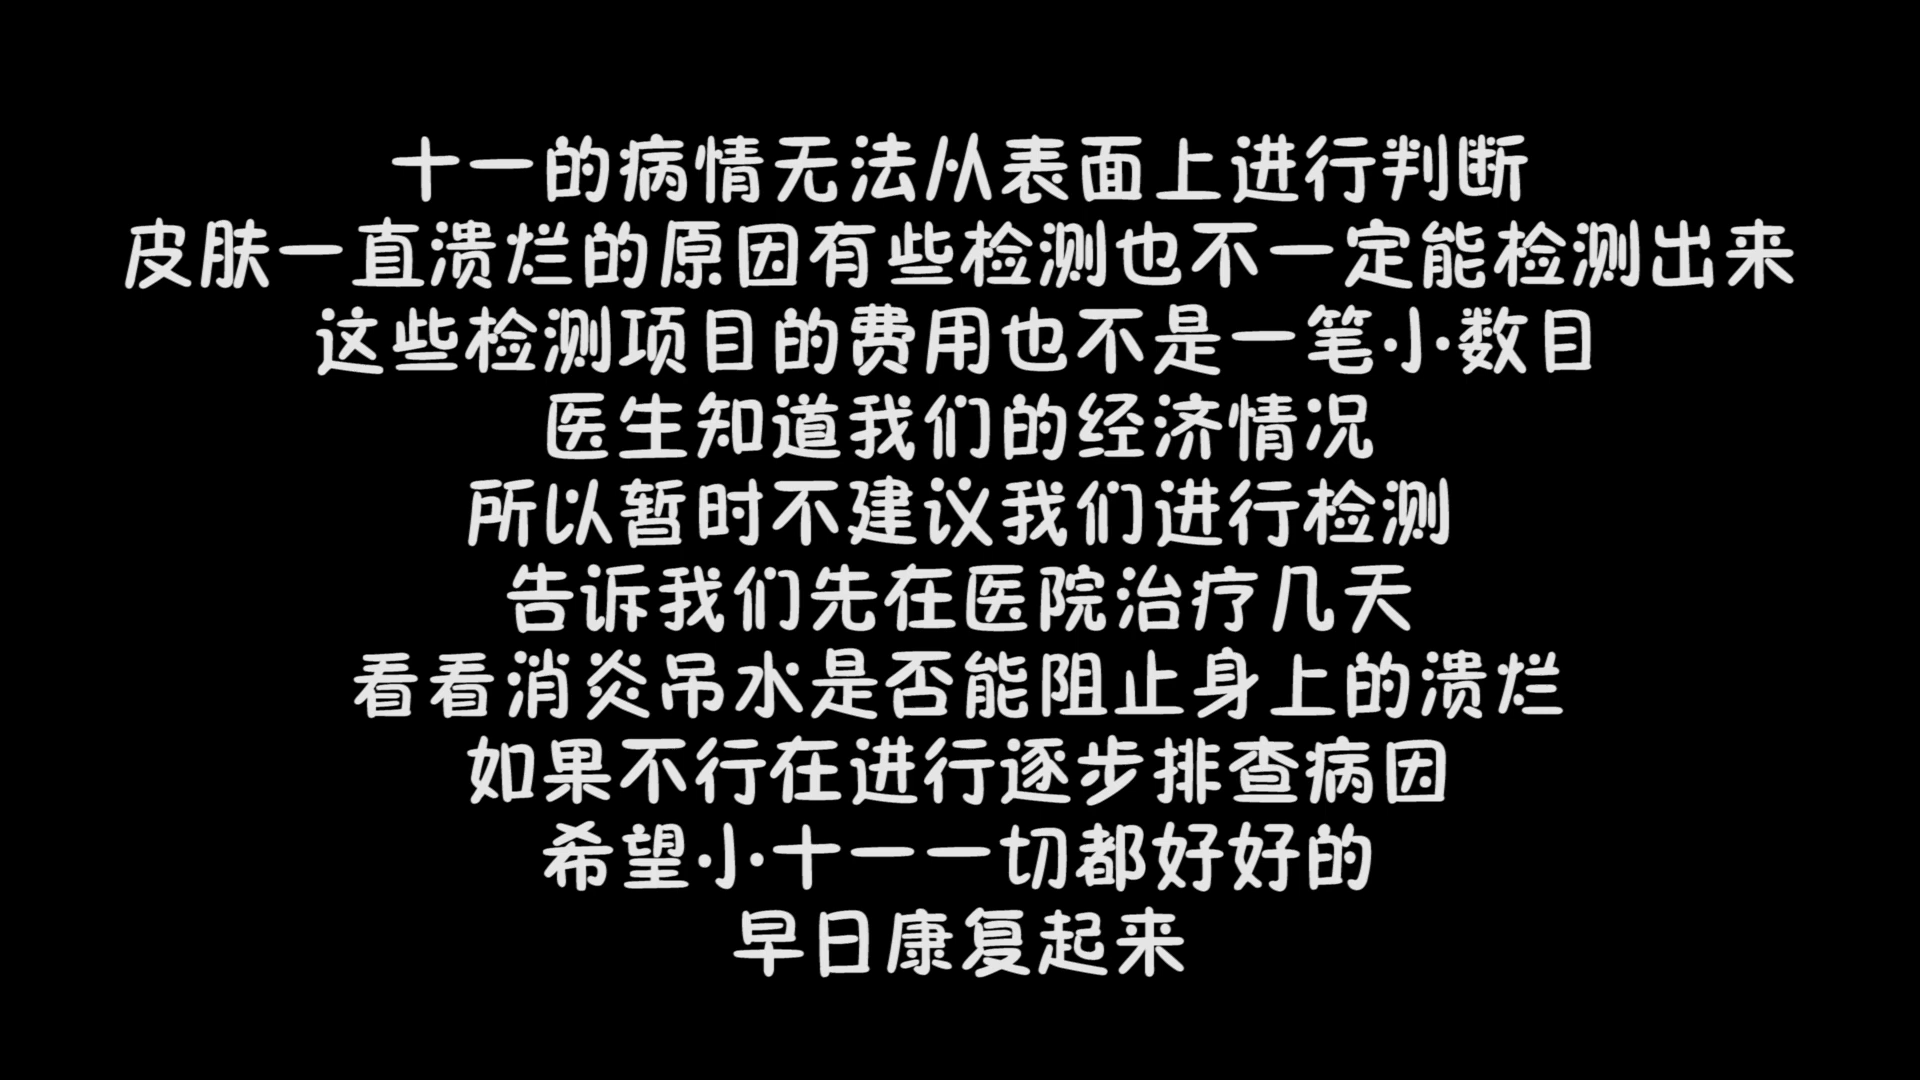 十一的病情无法从表面上进行判断
皮肤一直溃烂的原因有些检测也不一定能检测出来
这些检测项目的费用也不是一笔小数目
医生知道我们的经济情况
所以暂时不建议我们进行检测
告诉我们先在医院治疗几天
看看消炎吊水是否能阻止身上的溃烂
如果不行在进行逐步排查病因
希望小十一一切都好好的
早日康复起来